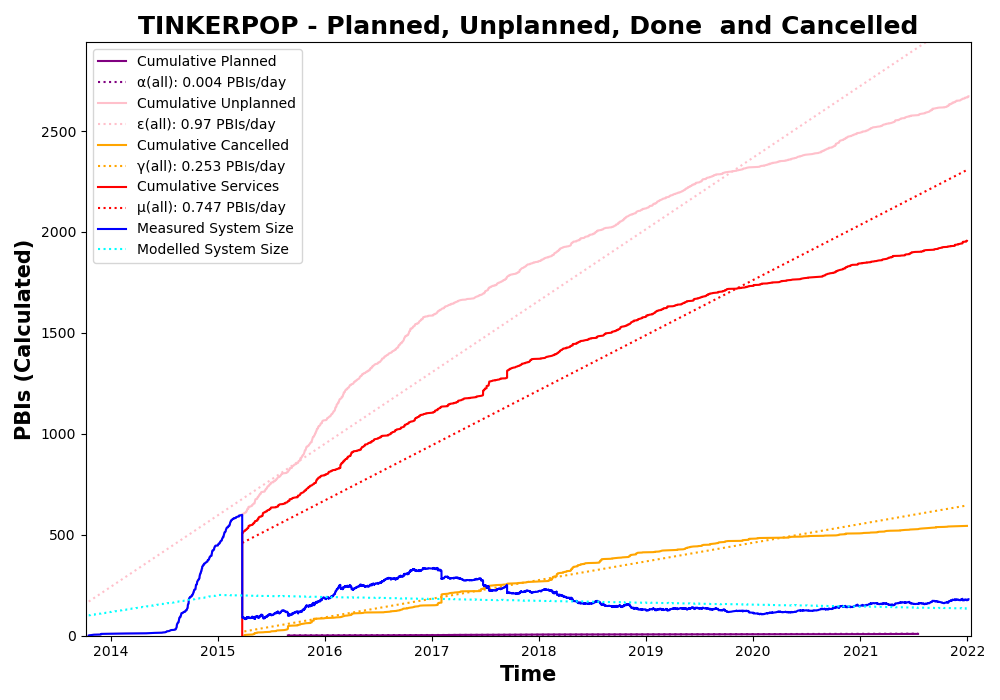 TINKERPOP - Planned, Unplanned, Done  and Cancelled
Cumulative Planned
α(all): 0.004 PBIs/day
Cumulative Unplanned
ε(all): 0.97 PBIs/day
Cumulative Cancelled
γ(all): 0.253 PBIs/day
Cumulative Services
μ(all): 0.747 PBIs/day
Measured System Size
Modelled System Size
PBIs (Calculated)
2500
2000
1500
1000
500
0
2014 2015 2016 2017 2018 2019 2020 2021 2022
Time